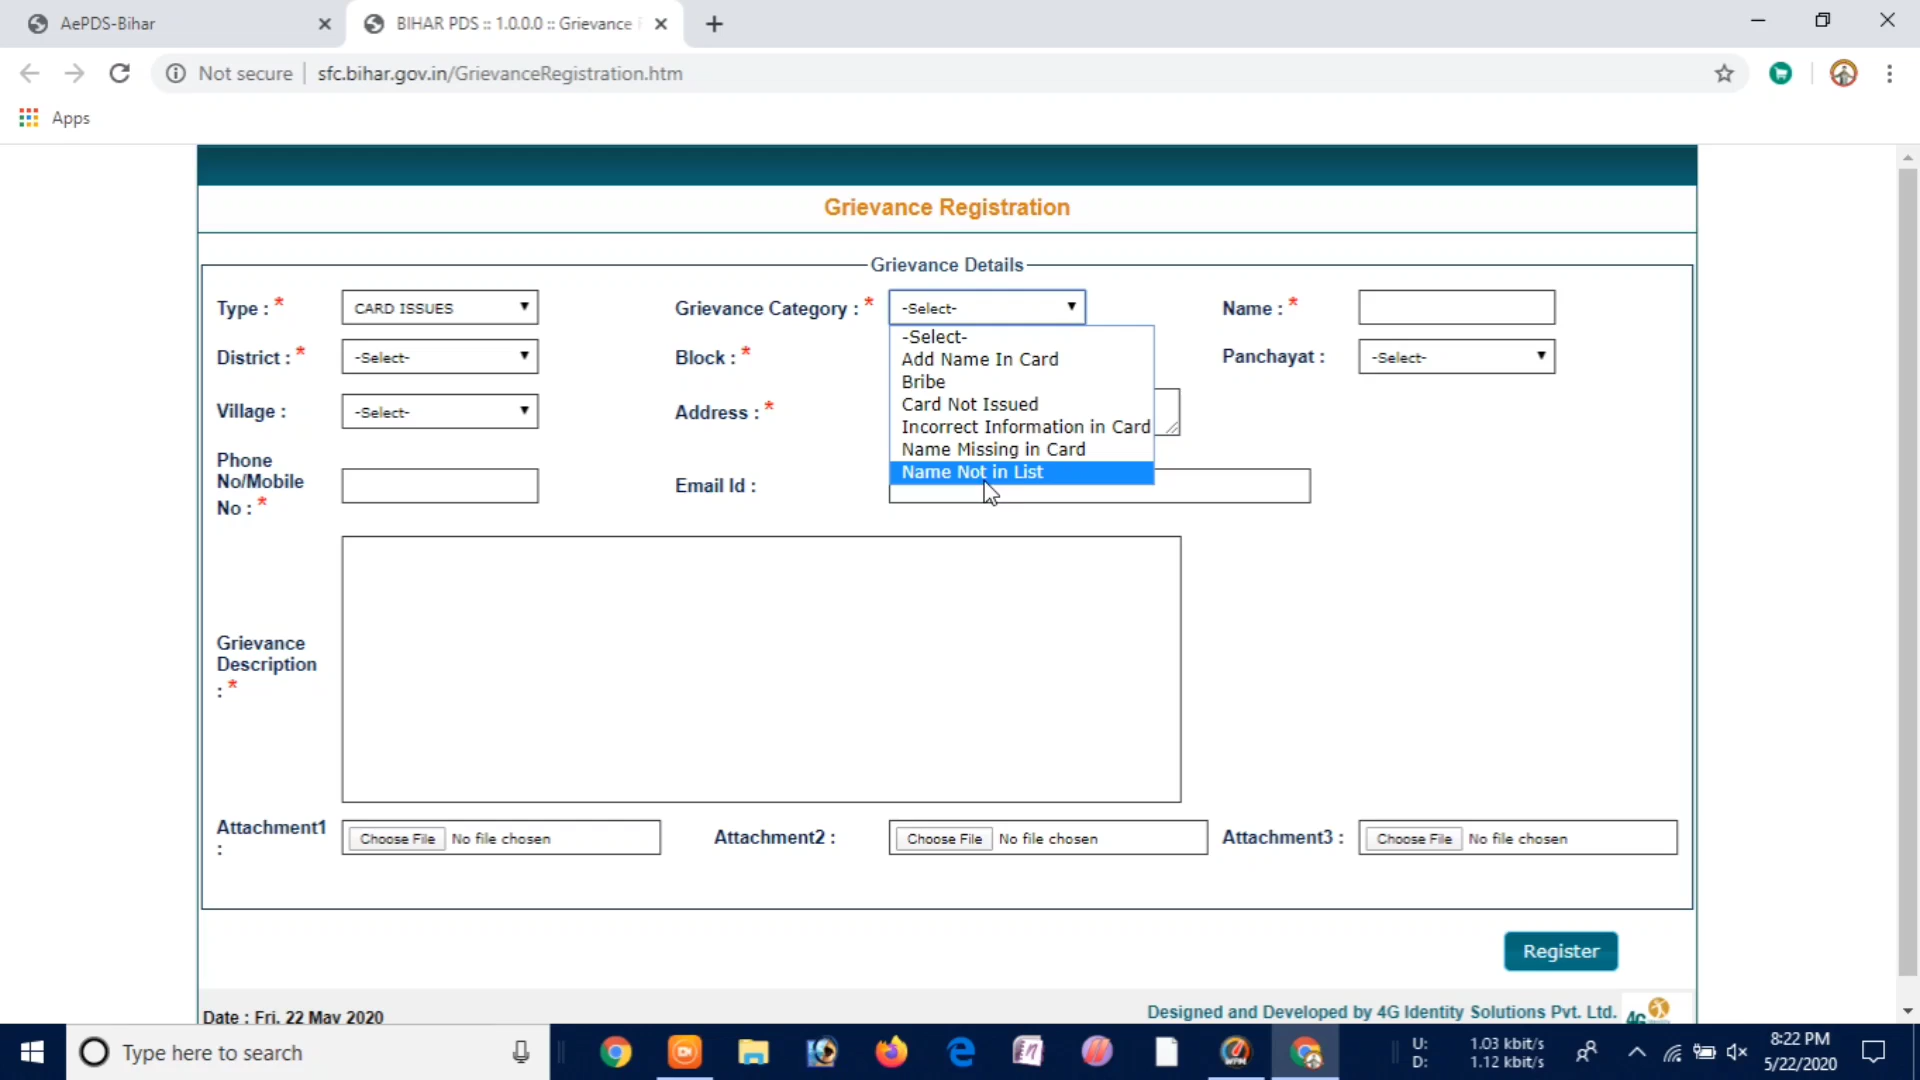 AePDS-Bihar
BIHAR PDS :: 1.0.0.0 :: Grievance
Not secure
sfc.bihar.gov.in/GrievanceRegistration.htm
Apps
Grievance Registration
Grievance Details
Type : * CARD ISSUES
Grievance Category : * -Select-
Name : *
-Select-
Add Name In Card
Bribe
Card Not Issued
Incorrect Information in Card
Name Missing in Card
Name Not in List
District : * -Select-
Block : *
Panchayat : -Select-
Village : -Select-
Address : *
Phone
No/Mobile
No : *
Email Id :
Grievance
Description
: *
Attachment1
:
Choose File No file chosen
Attachment2 : Choose File No file chosen
Attachment3 : Choose File No file chosen
Register
Date : Fri, 22 May 2020
Designed and Developed by 4G Identity Solutions Pvt. Ltd.
4G
Type here to search
WPM
U: 1.03 kbit/s
D: 1.12 kbit/s
8:22 PM
5/22/2020